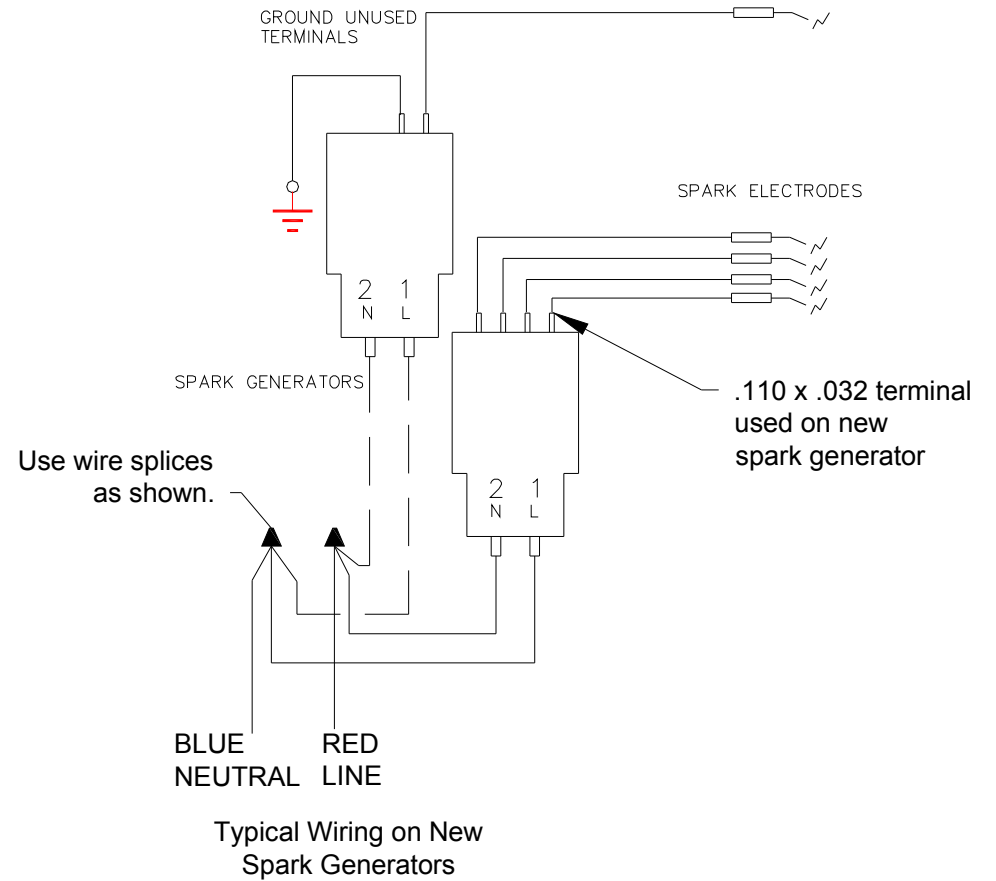 GROUND UNUSED
TERMINALS
SPARK ELECTRODES
2 1
N L
SPARK GENERATORS
.110 x .032 terminal
used on new
spark generator
Use wire splices
as shown.
2 1
N L
BLUE RED
NEUTRAL LINE
Typical Wiring on New
Spark Generators